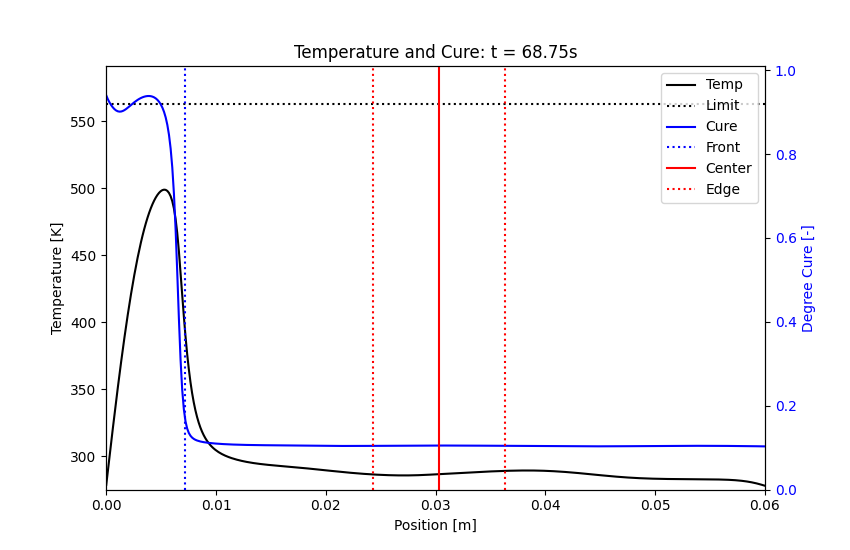 Temperature and Cure: t = 68.75s
Temp
Limit
Cure
Front
Center
Edge
Temperature [K]
550
500
450
400
350
300
1.0
0.8
0.6
0.4
0.2
0.0
Degree Cure [-]
0.00 0.01 0.02 0.03 0.04 0.05 0.06
Position [m]